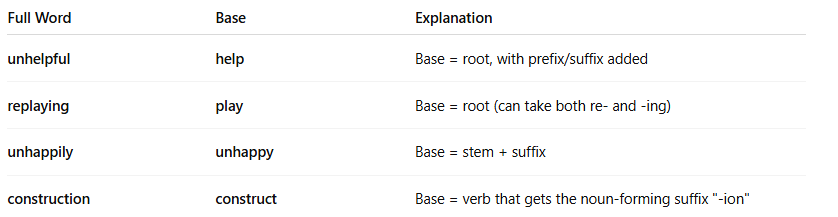 Full Word Base Explanation
unhelpful help Base = root, with prefix/suffix added
replaying play Base = root (can take both re- and -ing)
unhappily unhappy Base = stem + suffix
construction construct Base = verb that gets the noun-forming suffix "-ion"